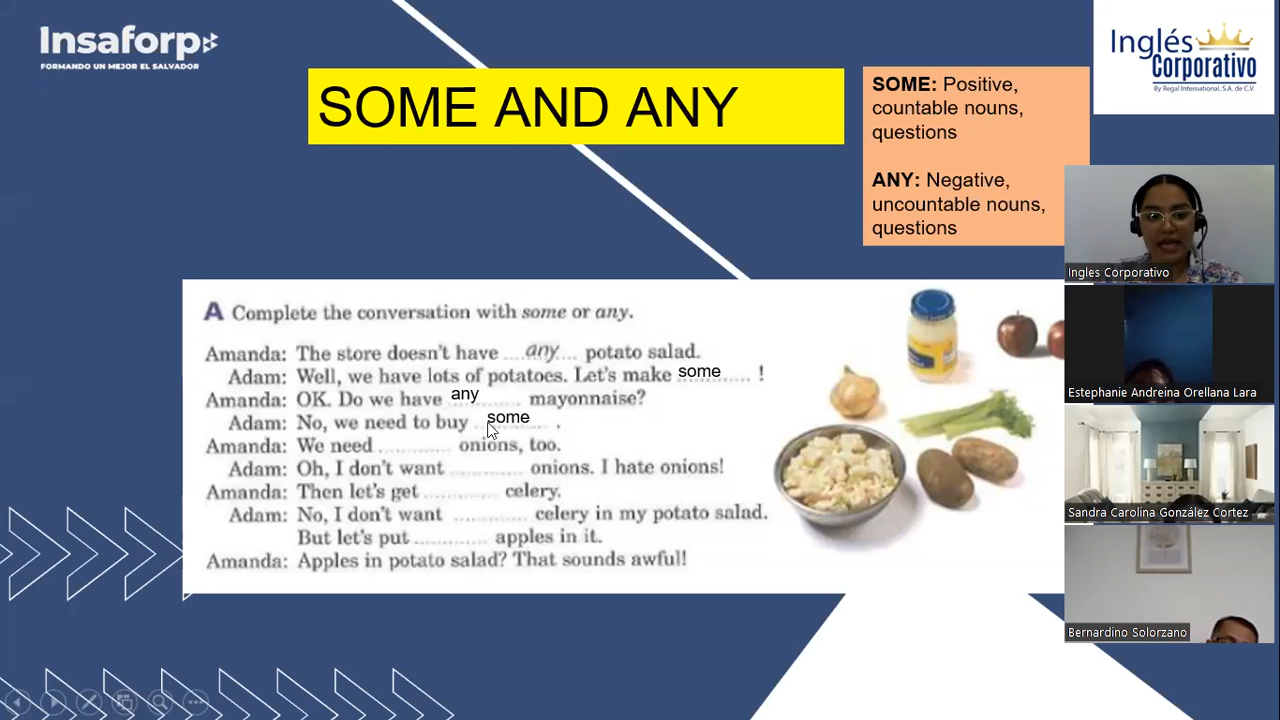 Insaforp
FORMANDO UN MEJOR EL SALVADOR
SOME AND ANY
SOME: Positive,
countable nouns,
questions
ANY: Negative,
uncountable nouns,
questions
Inglés
Corporativo
By Regal International, S.A. de C.V.
A Complete the conversation with some or any.
Amanda: The store doesn't have ....any.... potato salad.
Adam: Well, we have lots of potatoes. Let's make some !
Amanda: OK. Do we have any mayonnaise?
Adam: No, we need to buy some .
Amanda: We need ............ onions, too.
Adam: Oh, I don't want ............ onions. I hate onions!
Amanda: Then let's get ............ celery.
Adam: No, I don't want ............ celery in my potato salad.
But let's put ............ apples in it.
Amanda: Apples in potato salad? That sounds awful!
Ingles Corporativo
Estephanie Andreina Orellana Lara
Sandra Carolina González Cortez
Bernardino Solorzano